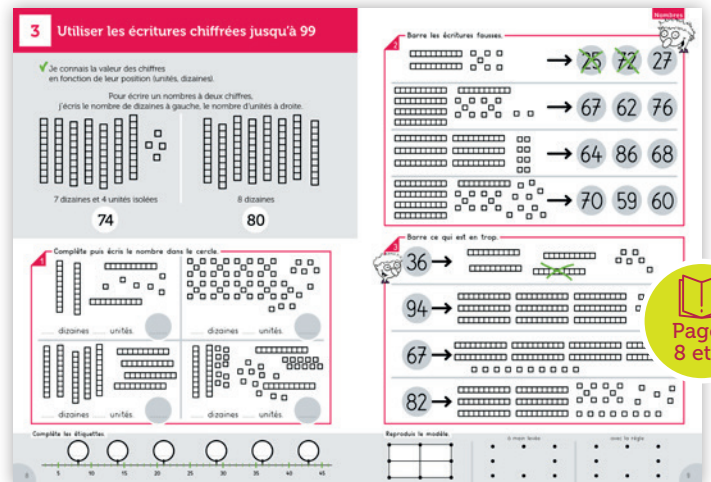 3 Utiliser les écritures chiffrées jusqu'à 99
Je connais la valeur des chiffres
en fonction de leur position (unités, dizaines).
Pour écrire un nombres à deux chiffres,
j'écris le nombre de dizaines à gauche, le nombre d'unités à droite.
7 dizaines et 4 unités isolées
8 dizaines
74
80
1 Complète puis écris le nombre dans le cercle.
..... dizaines ..... unités.
..... dizaines ..... unités.
..... dizaines ..... unités.
..... dizaines ..... unités.
Complète les étiquettes.
5 10 15 20 25 30 35 40 45
Nombres
2 Barre les écritures fausses.
→ 25 72 27
→ 67 62 76
→ 64 86 68
→ 70 59 60
3 Barre ce qui est en trop.
36 →
94 →
67 →
82 →
Page
8 et
Reproduis le modèle.
à main levée
avec la règle